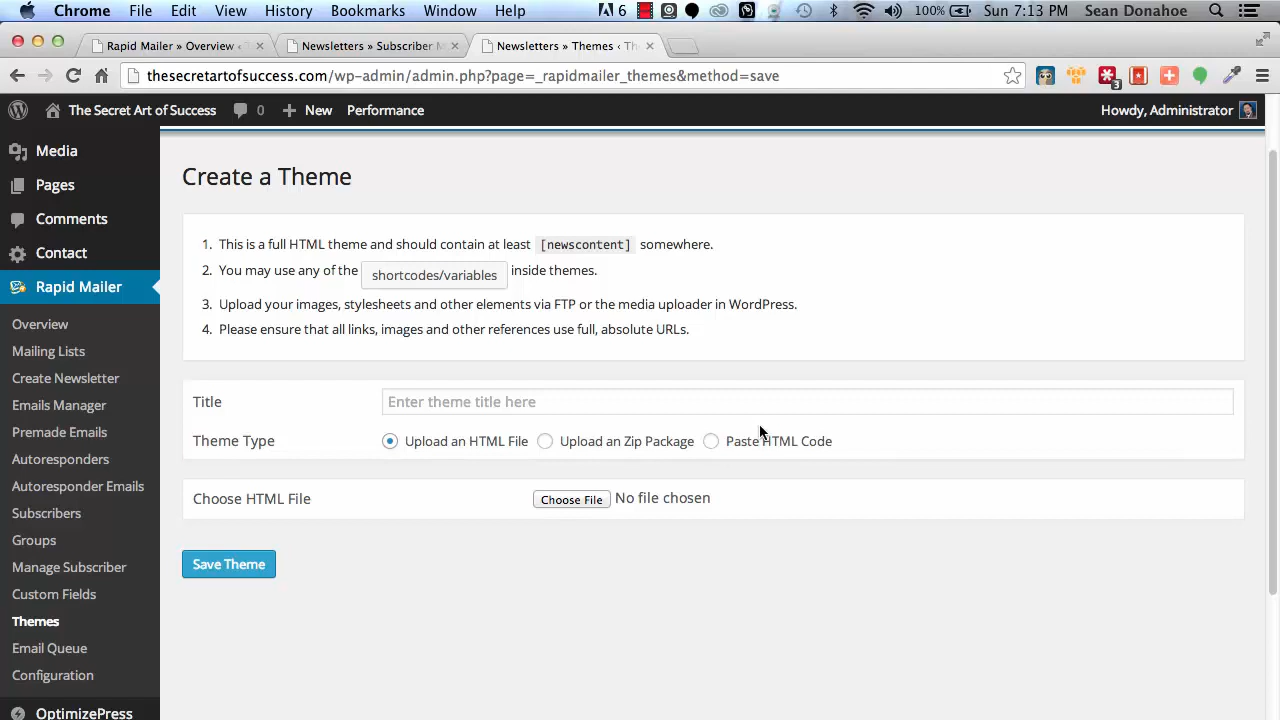 Chrome File Edit View History Bookmarks Window Help 6 100% Sun 7:13 PM Sean Donahoe
Rapid Mailer » Overview ‹
Newsletters » Subscriber M
Newsletters » Themes ‹ Th
thesecretartofsuccess.com/wp-admin/admin.php?page=_rapidmailer_themes&method=save
3
The Secret Art of Success 0 New Performance Howdy, Administrator
Media
Pages
Comments
Contact
Rapid Mailer
Overview
Mailing Lists
Create Newsletter
Emails Manager
Premade Emails
Autoresponders
Autoresponder Emails
Subscribers
Groups
Manage Subscriber
Custom Fields
Themes
Email Queue
Configuration
OptimizePress
Create a Theme
1. This is a full HTML theme and should contain at least [newscontent] somewhere.
2. You may use any of the shortcodes/variables inside themes.
3. Upload your images, stylesheets and other elements via FTP or the media uploader in WordPress.
4. Please ensure that all links, images and other references use full, absolute URLs.
Title Enter theme title here
Theme Type Upload an HTML File Upload an Zip Package Paste HTML Code
Choose HTML File Choose File No file chosen
Save Theme